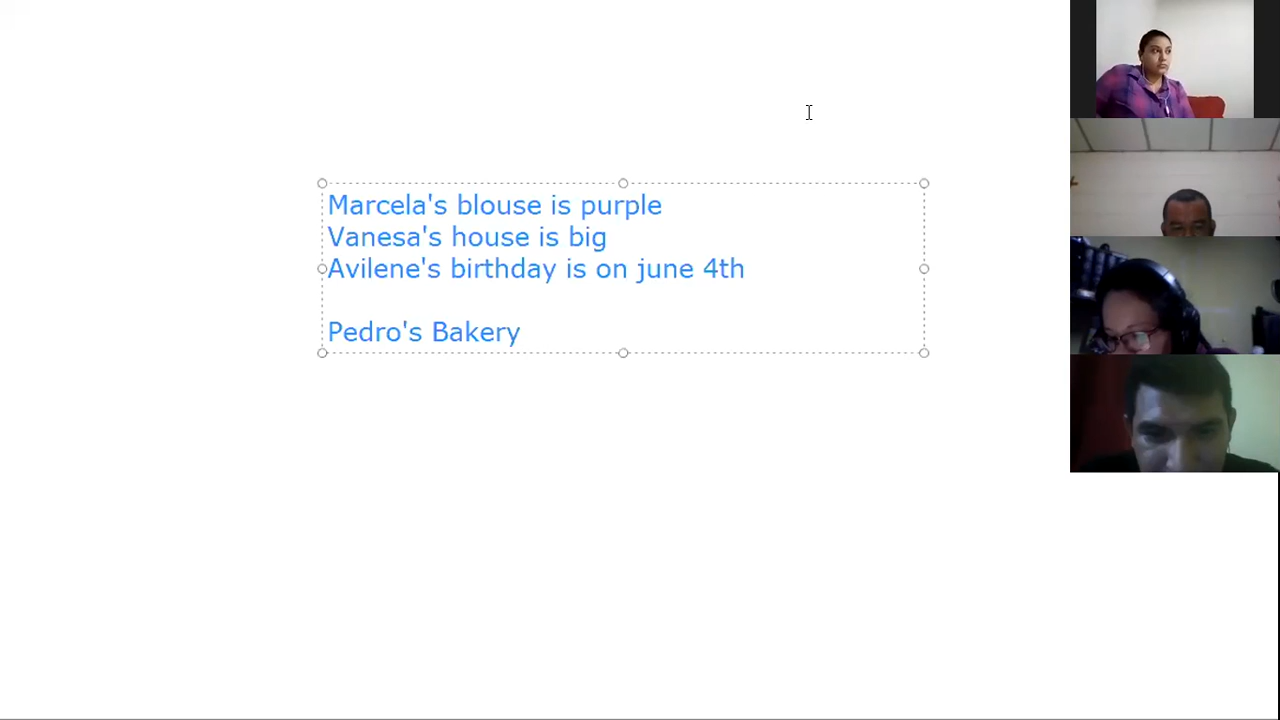 Marcela's blouse is purple
Vanesa's house is big
Avilene's birthday is on june 4th
Pedro's Bakery